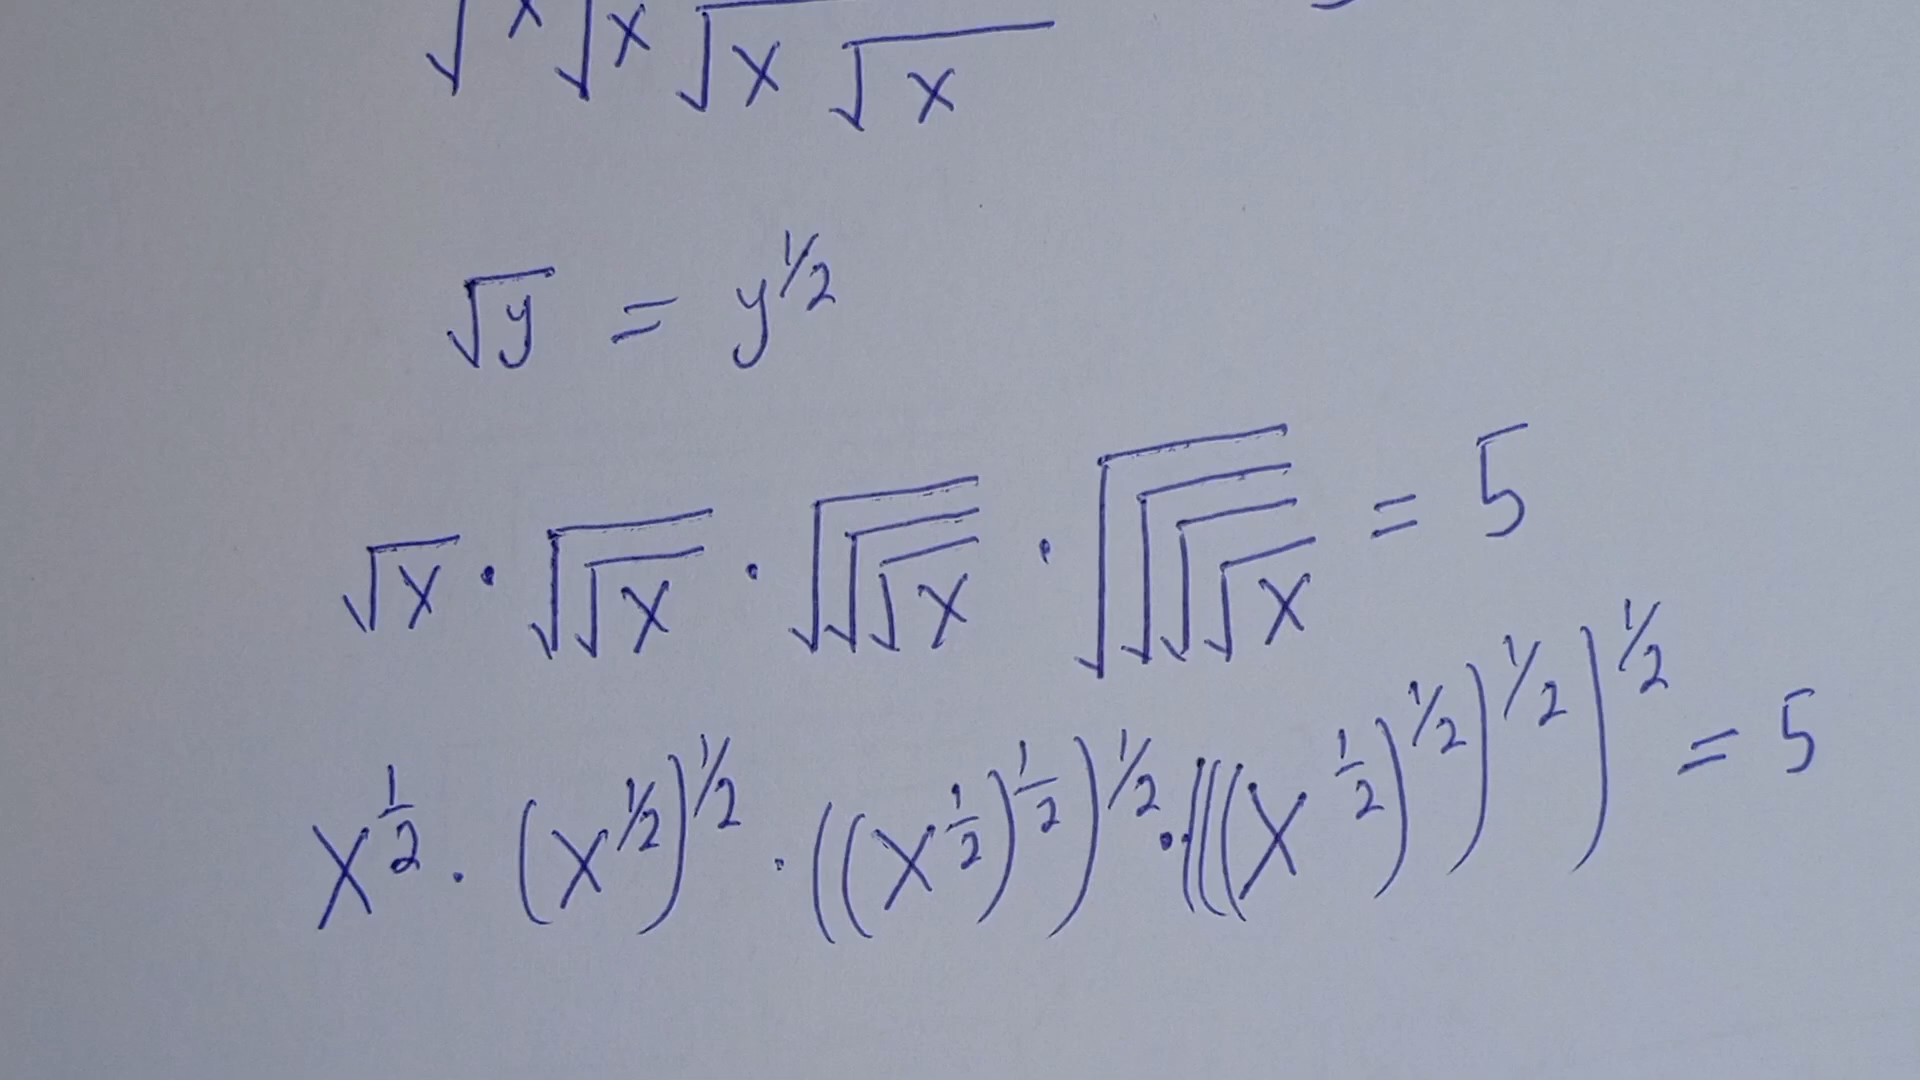 √x√x√x√x
√y = y^1/2
√x · √√x · √√√x · √√√√x = 5
x^1/2 · (x^1/2)^1/2 · ((x^1/2)^1/2)^1/2 · (((x^1/2)^1/2)^1/2)^1/2 = 5